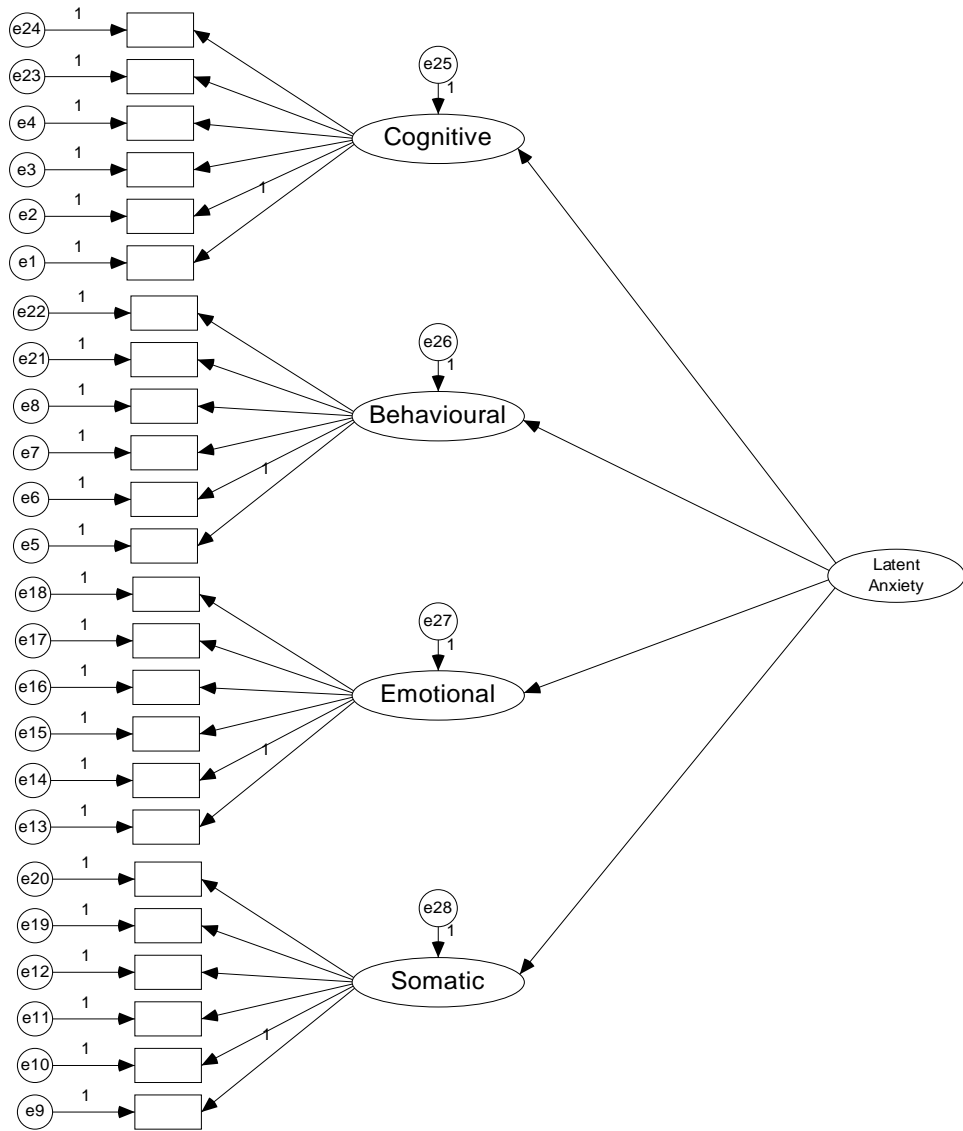 1
e24
1
e23
1
e4
1
e3
1
e2
1
e1
e25
1
Cognitive
1
1
e22
1
e21
1
e8
1
e7
1
e6
1
e5
e26
1
Behavioural
1
Latent
Anxiety
1
e18
1
e17
1
e16
1
e15
1
e14
1
e13
e27
1
Emotional
1
1
e20
1
e19
1
e12
1
e11
1
e10
1
e9
e28
1
Somatic
1